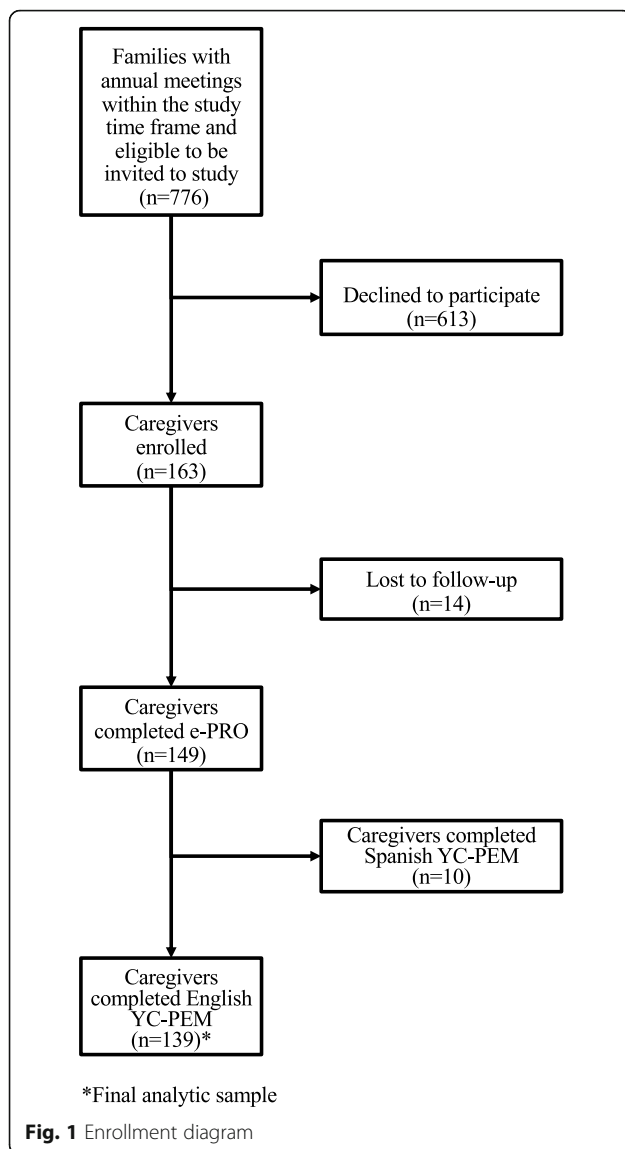 Families with
annual meetings
within the study
time frame and
eligible to be
invited to study
(n=776)
Declined to participate
(n=613)
Caregivers
enrolled
(n=163)
Lost to follow-up
(n=14)
Caregivers
completed e-PRO
(n=149)
Caregivers completed
Spanish YC-PEM
(n=10)
Caregivers
completed English
YC-PEM
(n=139)*
*Final analytic sample
Fig. 1 Enrollment diagram